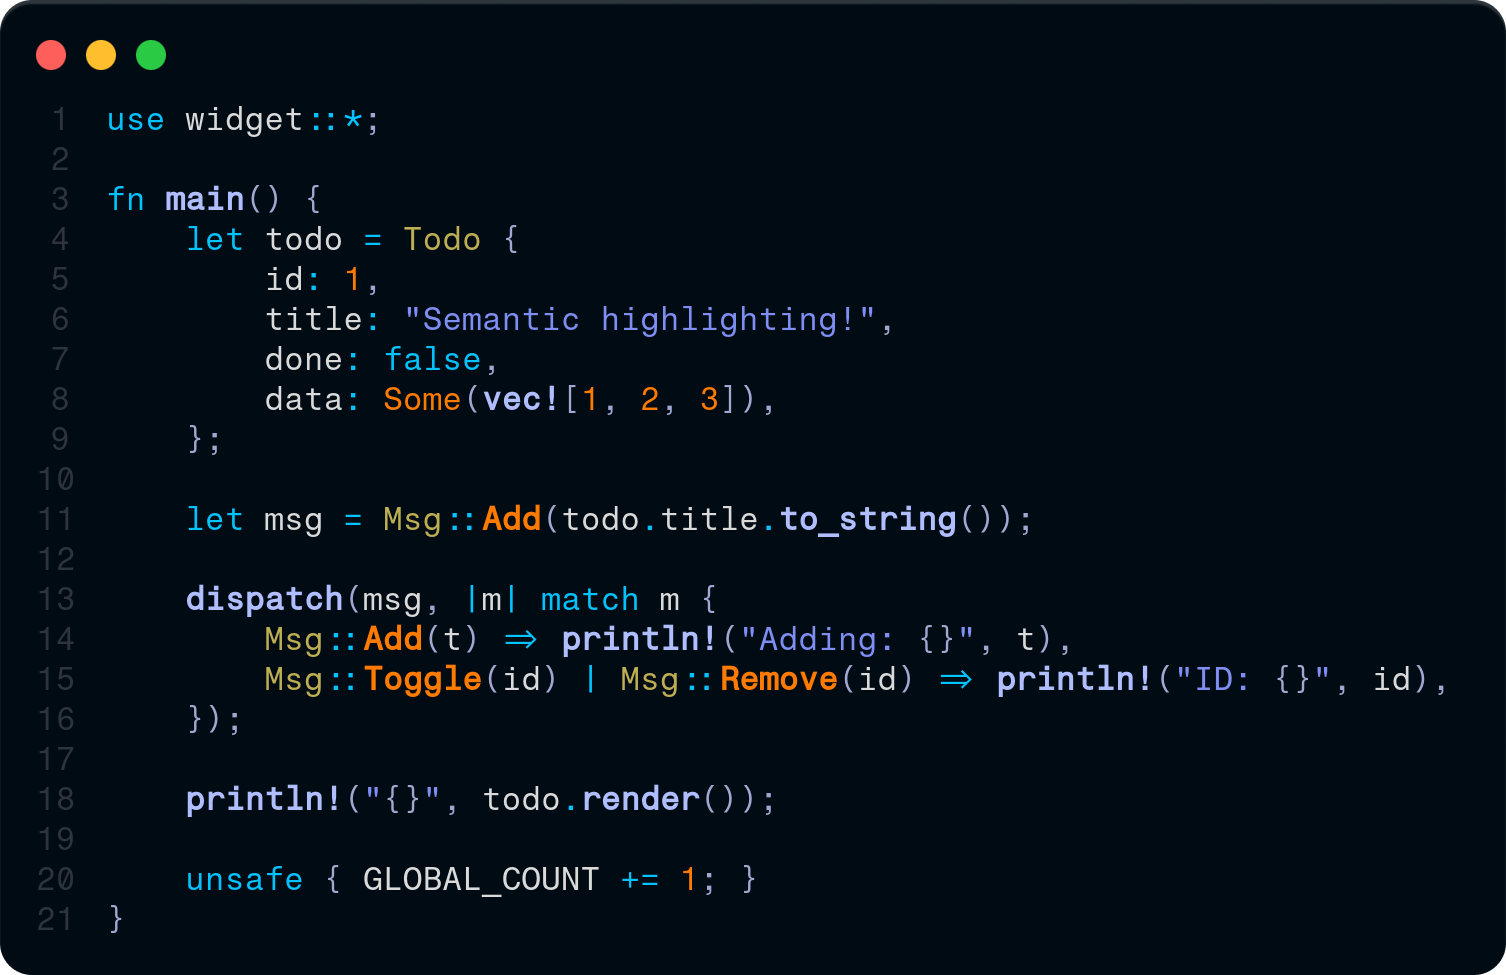 1 use widget::*;
2
3 fn main() {
4     let todo = Todo {
5         id: 1,
6         title: "Semantic highlighting!",
7         done: false,
8         data: Some(vec![1, 2, 3]),
9     };
10
11     let msg = Msg::Add(todo.title.to_string());
12
13     dispatch(msg, |m| match m {
14         Msg::Add(t) => println!("Adding: {}", t),
15         Msg::Toggle(id) | Msg::Remove(id) => println!("ID: {}", id),
16     });
17
18     println!("{}", todo.render());
19
20     unsafe { GLOBAL_COUNT += 1; }
21 }